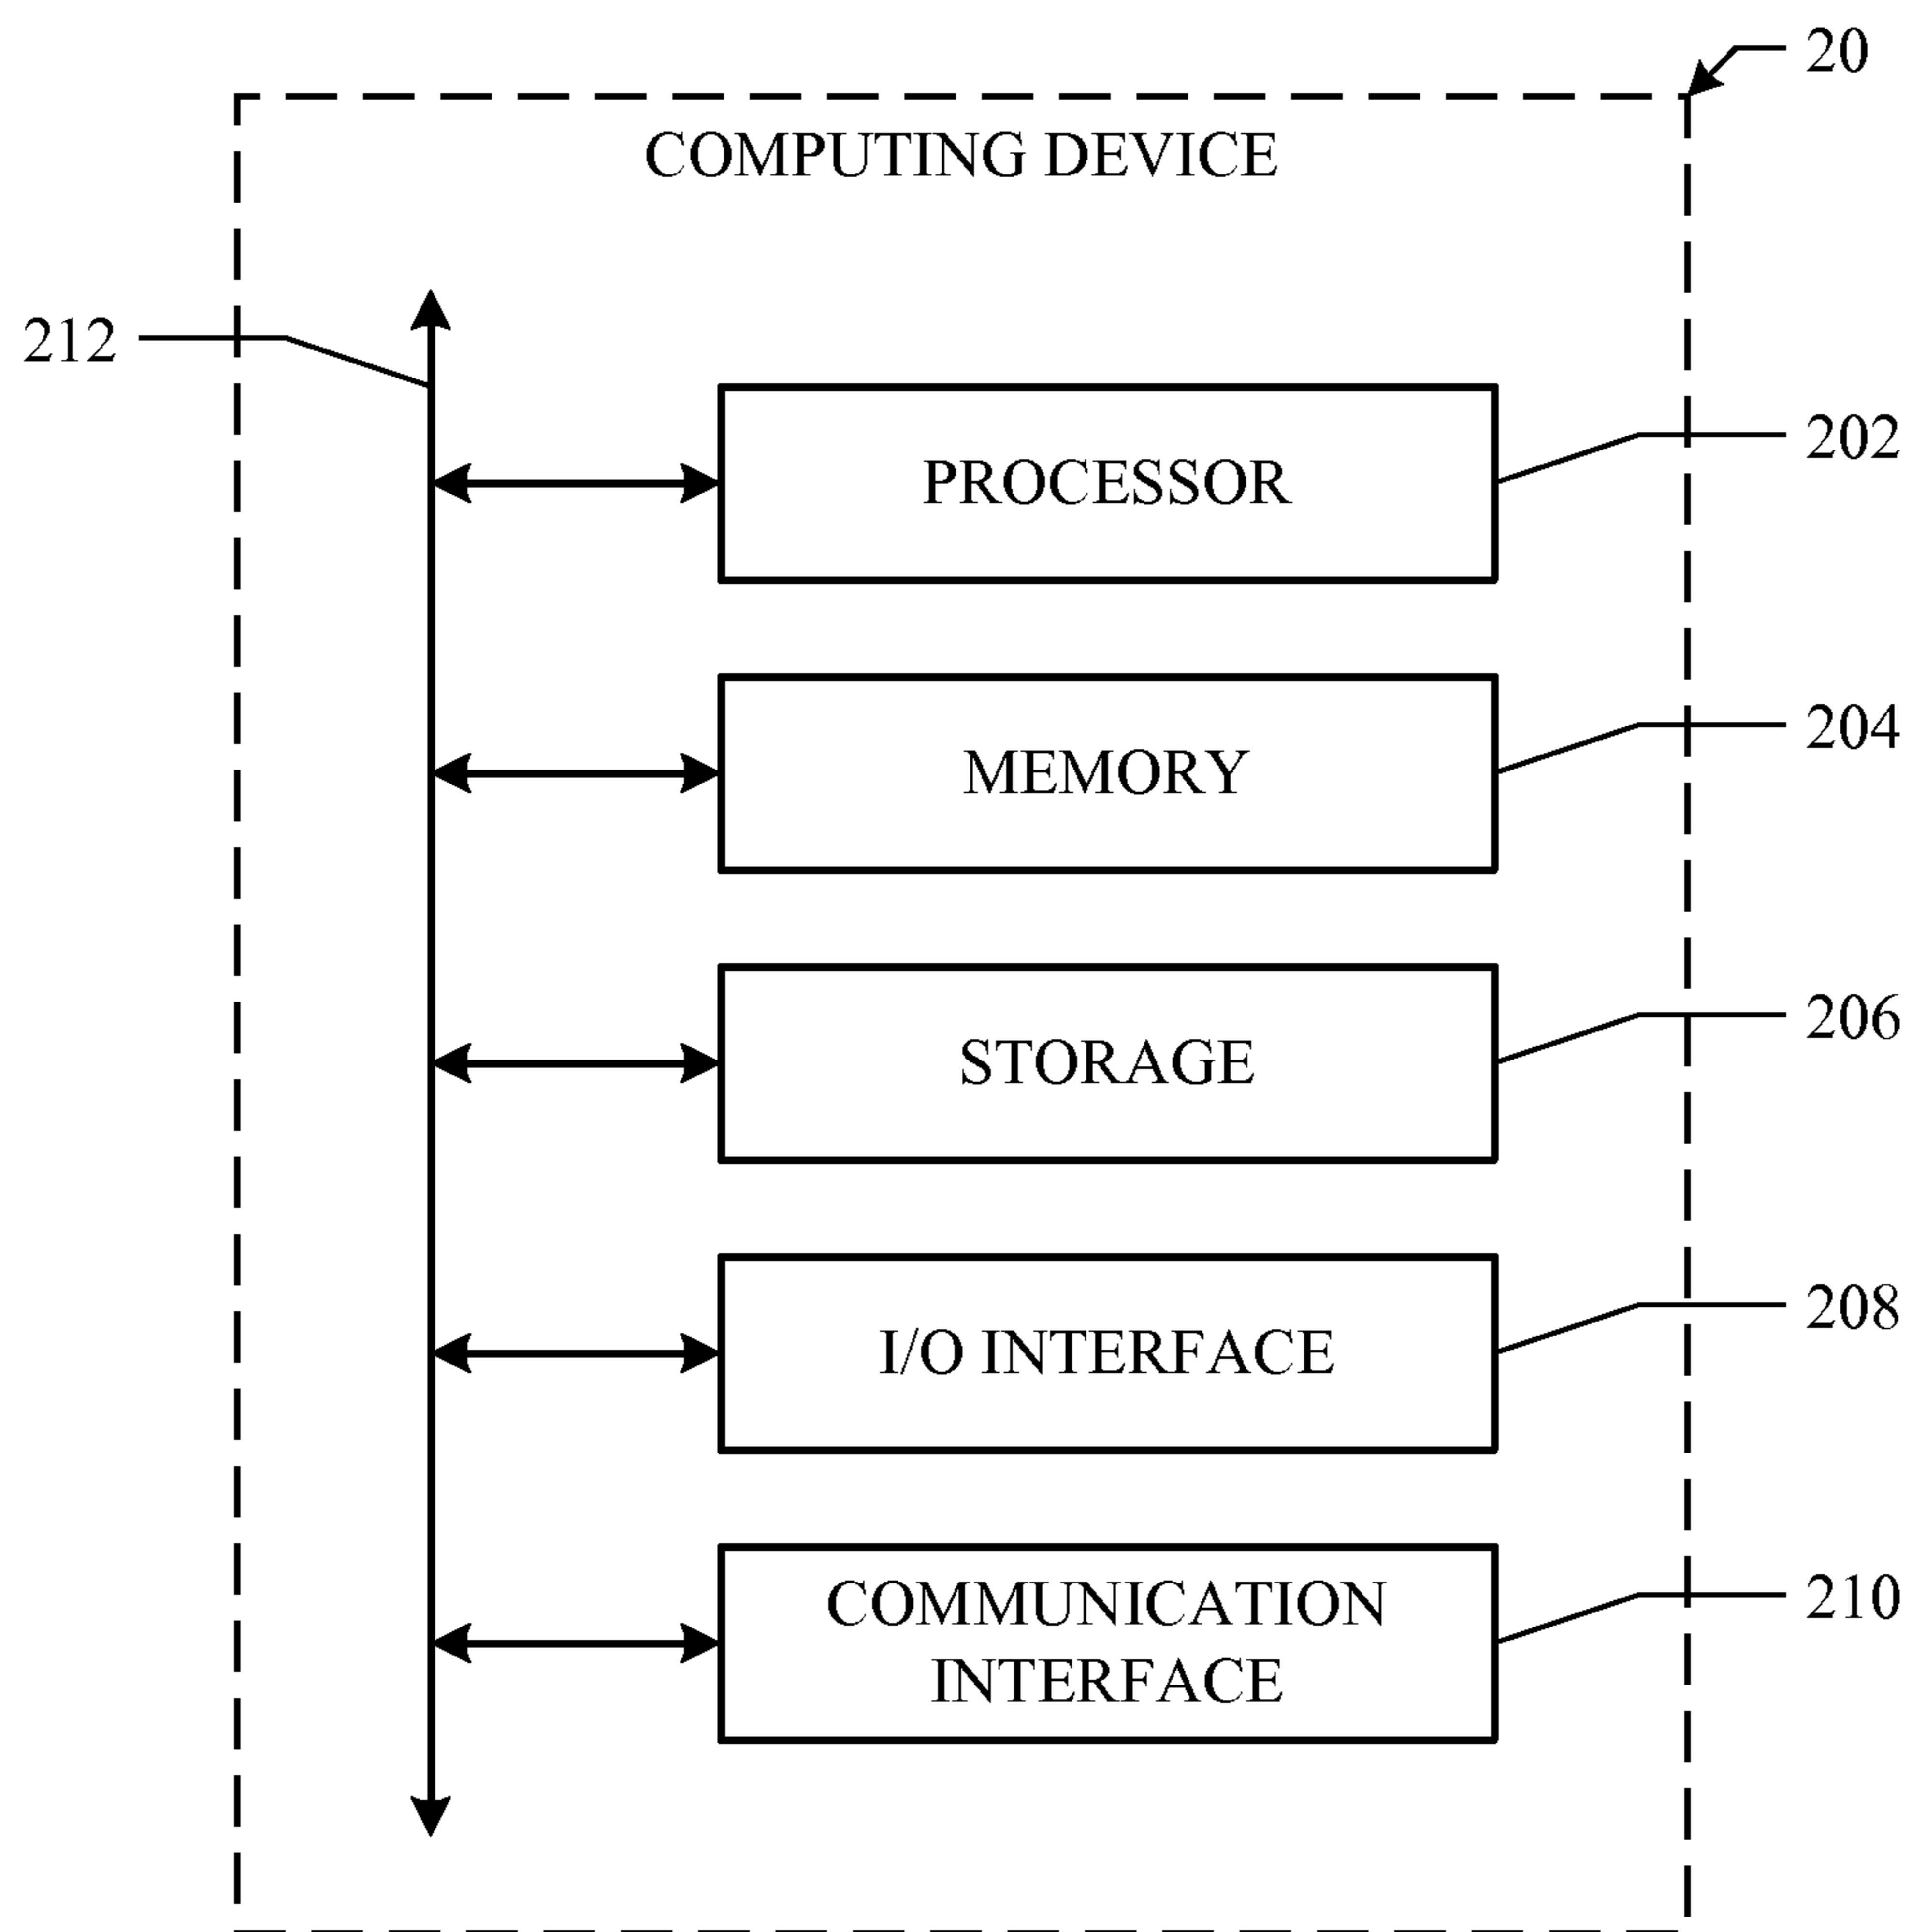 20
COMPUTING DEVICE
212
PROCESSOR
202
MEMORY
204
STORAGE
206
I/O INTERFACE
208
COMMUNICATION
INTERFACE
210